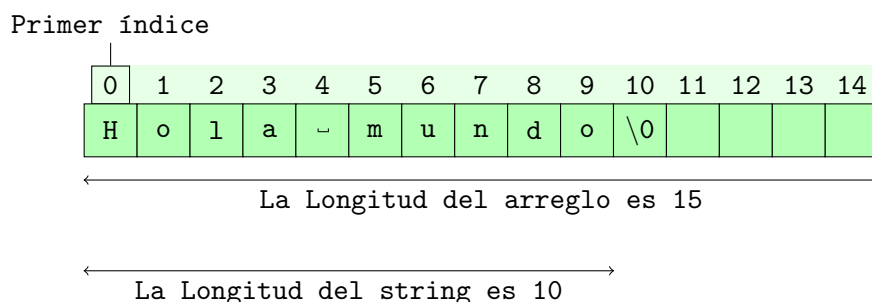 Primer índice
0 1 2 3 4 5 6 7 8 9 10 11 12 13 14
H o l a ␣ m u n d o \0
La Longitud del arreglo es 15
La Longitud del string es 10